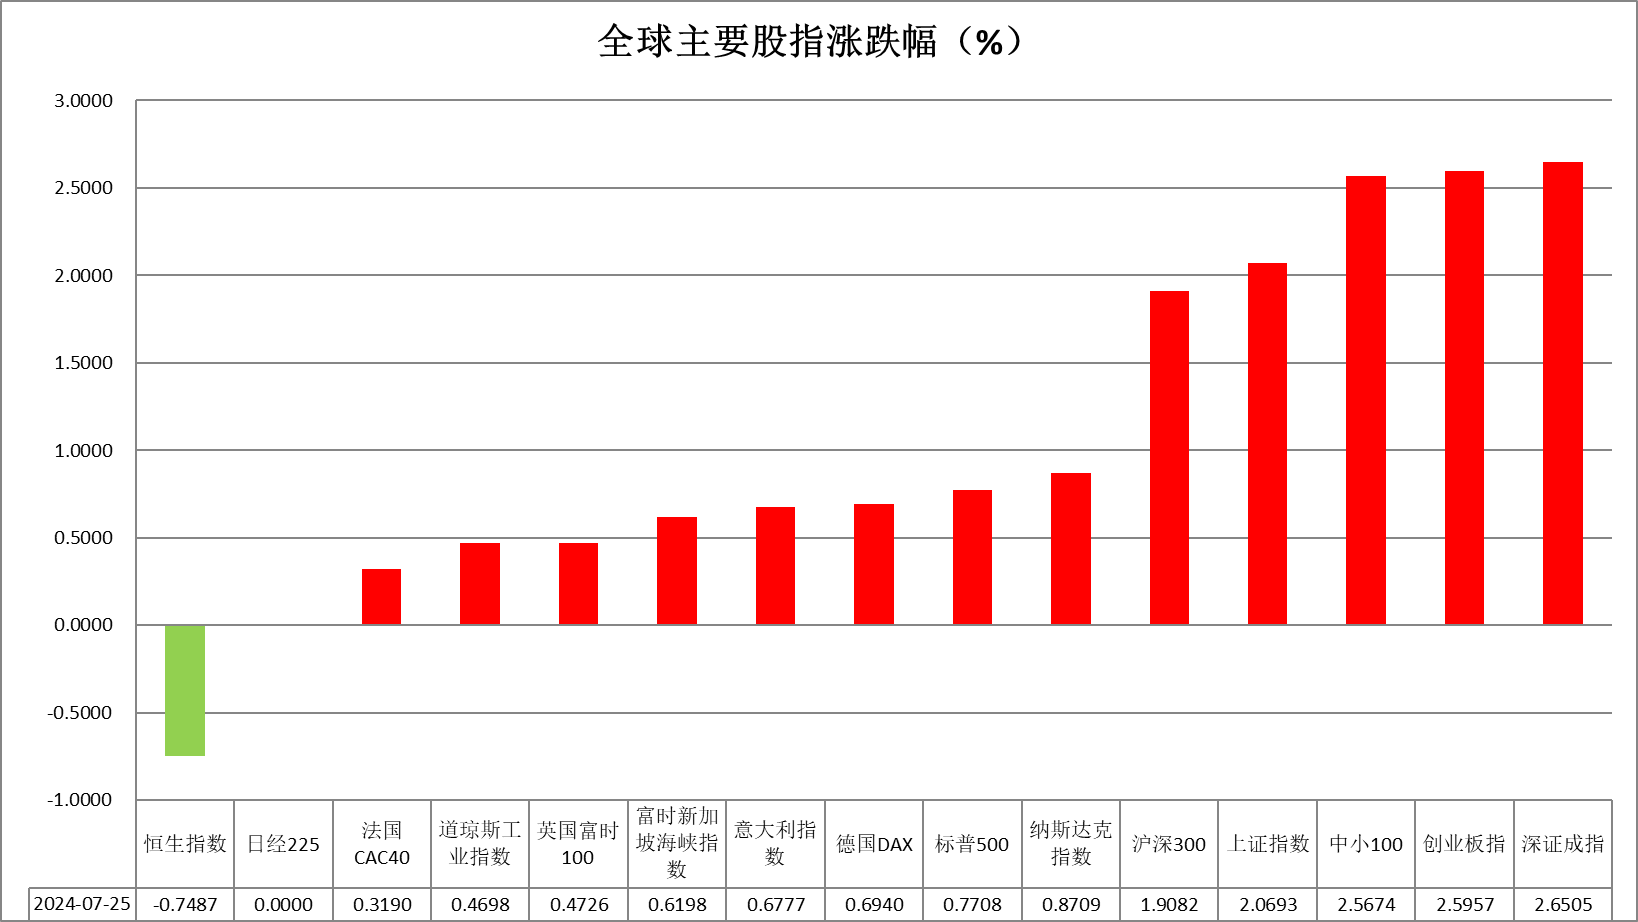 全球主要股指涨跌幅（%）
3.0000
2.5000
2.0000
1.5000
1.0000
0.5000
0.0000
-0.5000
-1.0000
恒生指数
日经225
法国
CAC40
道琼斯工
业指数
英国富时
100
富时新加
坡海峡指
数
意大利指
数
德国DAX
标普500
纳斯达克
指数
沪深300
上证指数
中小100
创业板指
深证成指
2024-07-25 -0.7487 0.0000 0.3190 0.4698 0.4726 0.6198 0.6777 0.6940 0.7708 0.8709 1.9082 2.0693 2.5674 2.5957 2.6505